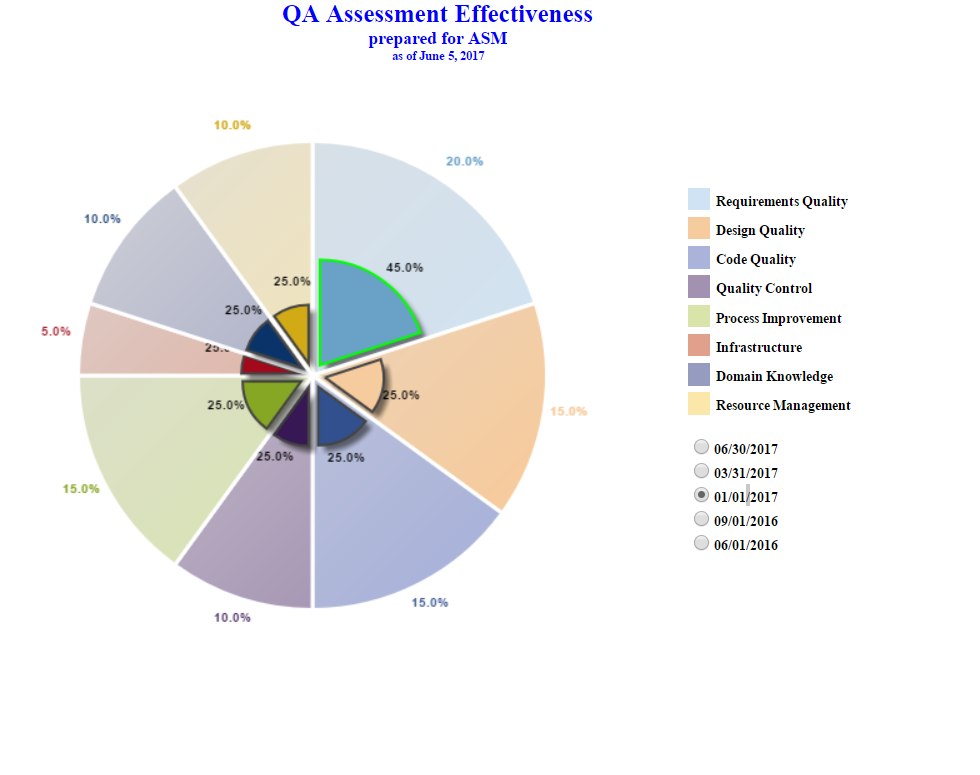 QA Assessment Effectiveness
prepared for ASM
as of June 5, 2017
10.0%
20.0%
10.0%
5.0%
15.0%
15.0%
10.0%
15.0%
45.0%
25.0%
25.0%
25.
25.0%
25.0%
25.0%
25.0%
Requirements Quality
Design Quality
Code Quality
Quality Control
Process Improvement
Infrastructure
Domain Knowledge
Resource Management
06/30/2017
03/31/2017
01/01/2017
09/01/2016
06/01/2016